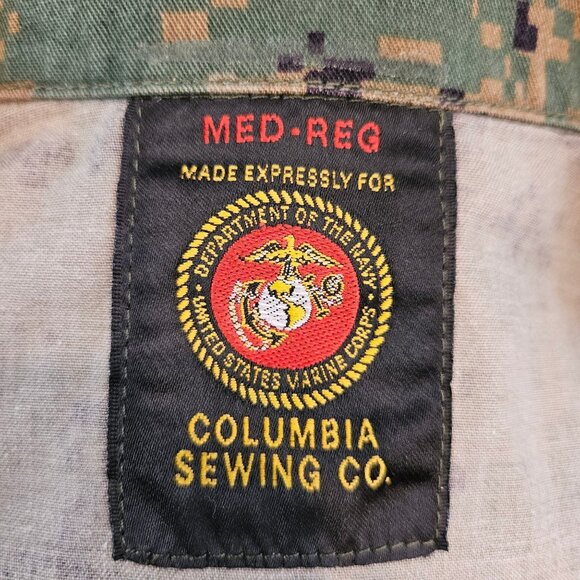 MED·REG
MADE EXPRESSLY FOR
DEPARTMENT OF THE NAVY
UNITED STATES MARINE CORPS
COLUMBIA
SEWING CO.